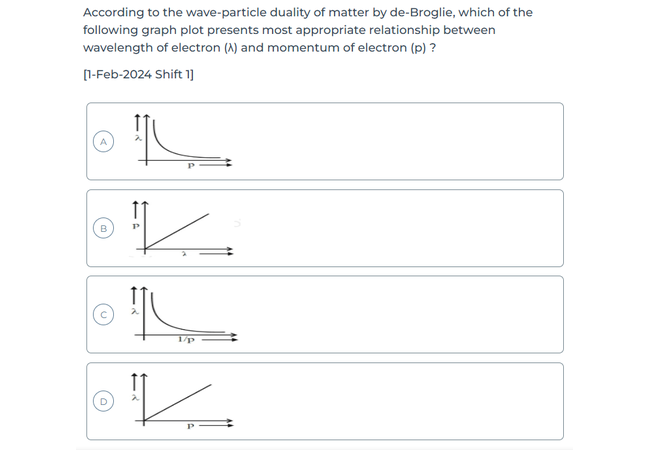 According to the wave-particle duality of matter by de-Broglie, which of the
following graph plot presents most appropriate relationship between
wavelength of electron (λ) and momentum of electron (p) ?
[1-Feb-2024 Shift 1]
A
λ
P
B
P
λ
C
λ
1/p
D
λ
P